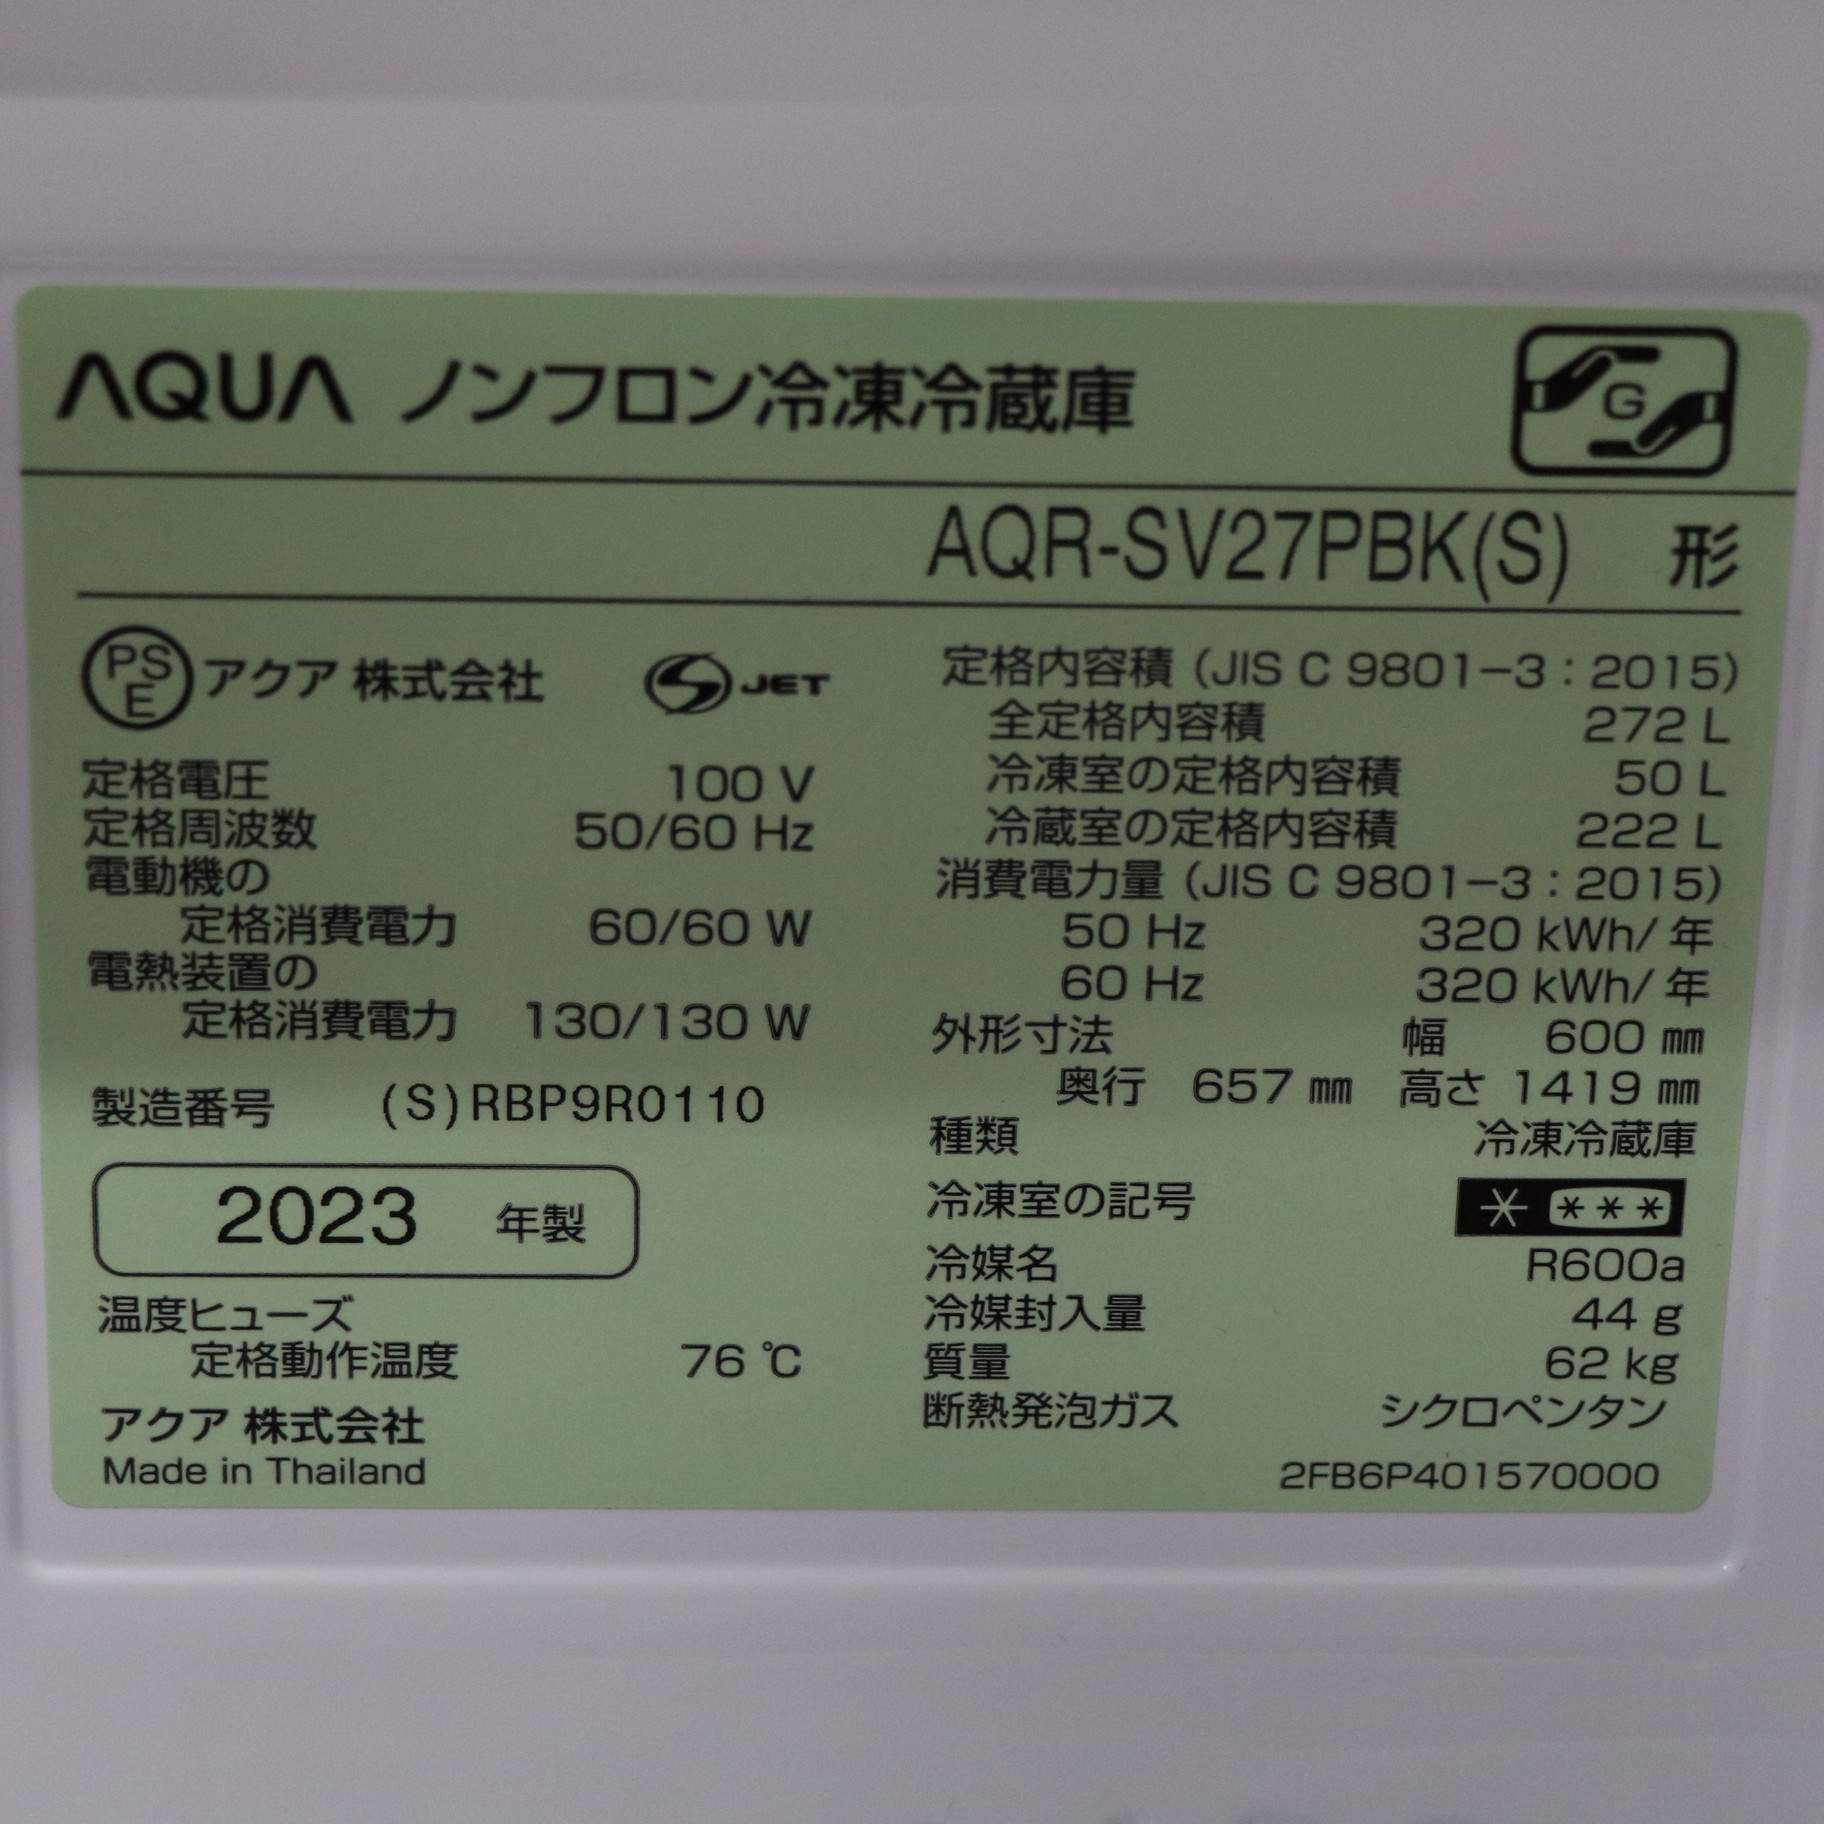 AQUA ノンフロン冷凍冷蔵庫
G
AQR-SV27PBK(S) 形
PS
E
アクア 株式会社
JET
定格電圧 100 V
定格周波数 50/60 Hz
電動機の
定格消費電力 60/60 W
電熱装置の
定格消費電力 130/130 W
製造番号 (S)RBP9R0110
2023 年製
温度ヒューズ
定格動作温度 76 ℃
アクア 株式会社
Made in Thailand
定格内容積 (JIS C 9801-3 : 2015)
全定格内容積 272 L
冷凍室の定格内容積 50 L
冷蔵室の定格内容積 222 L
消費電力量 (JIS C 9801-3 : 2015)
50 Hz 320 kWh/ 年
60 Hz 320 kWh/ 年
外形寸法 幅 600 ㎜
奥行 657 ㎜ 高さ 1419 ㎜
種類 冷凍冷蔵庫
冷凍室の記号 * ***
冷媒名 R600a
冷媒封入量 44 g
質量 62 kg
断熱発泡ガス シクロペンタン
2FB6P401570000